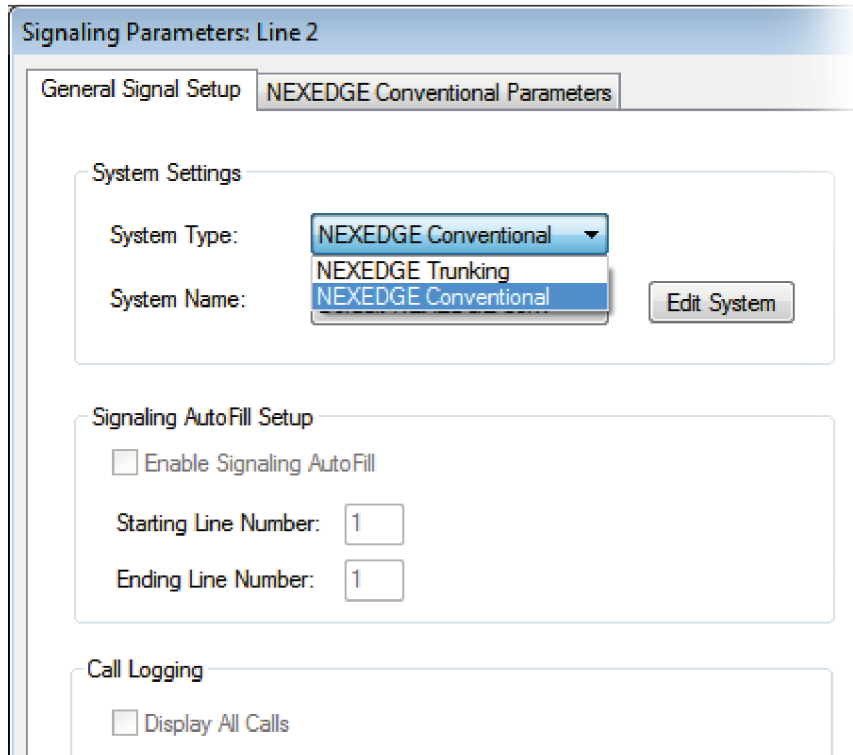 Signaling Parameters: Line 2
General Signal Setup
NEXEDGE Conventional Parameters
System Settings
System Type:
NEXEDGE Conventional
NEXEDGE Trunking
NEXEDGE Conventional
System Name:
Edit System
Signaling AutoFill Setup
Enable Signaling AutoFill
Starting Line Number:
1
Ending Line Number:
1
Call Logging
Display All Calls